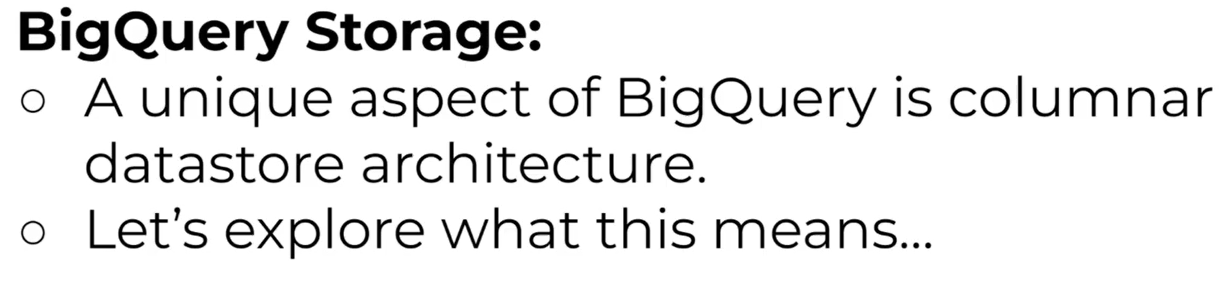 BigQuery Storage:
○ A unique aspect of BigQuery is columnar
datastore architecture.
○ Let’s explore what this means...